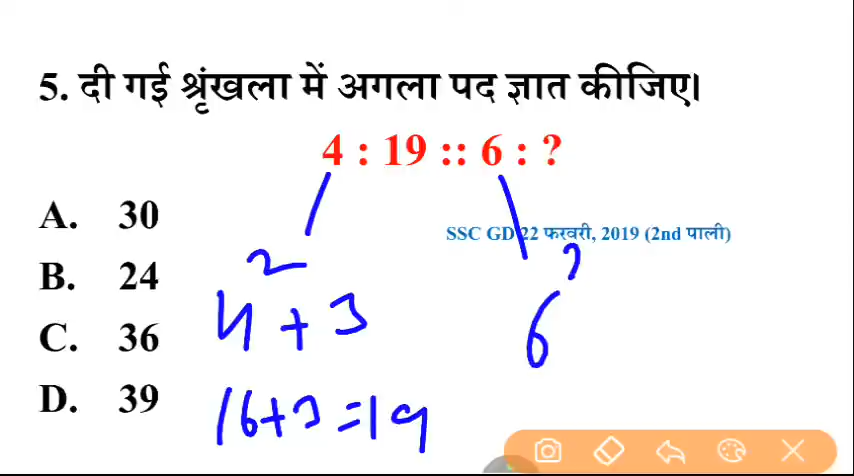 5. दी गई श्रृंखला में अगला पद ज्ञात कीजिए।
4 : 19 :: 6 : ?
A. 30
SSC GD 22 फरवरी, 2019 (2nd पाली)
B. 24
C. 36
D. 39
4² + 3
6²
16+3=19